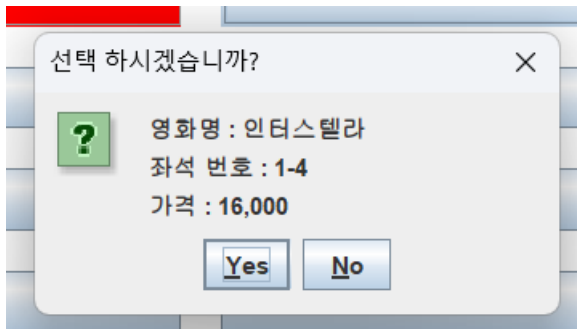 선택 하시겠습니까?
영화명 : 인터스텔라
좌석 번호 : 1-4
가격 : 16,000
Yes No